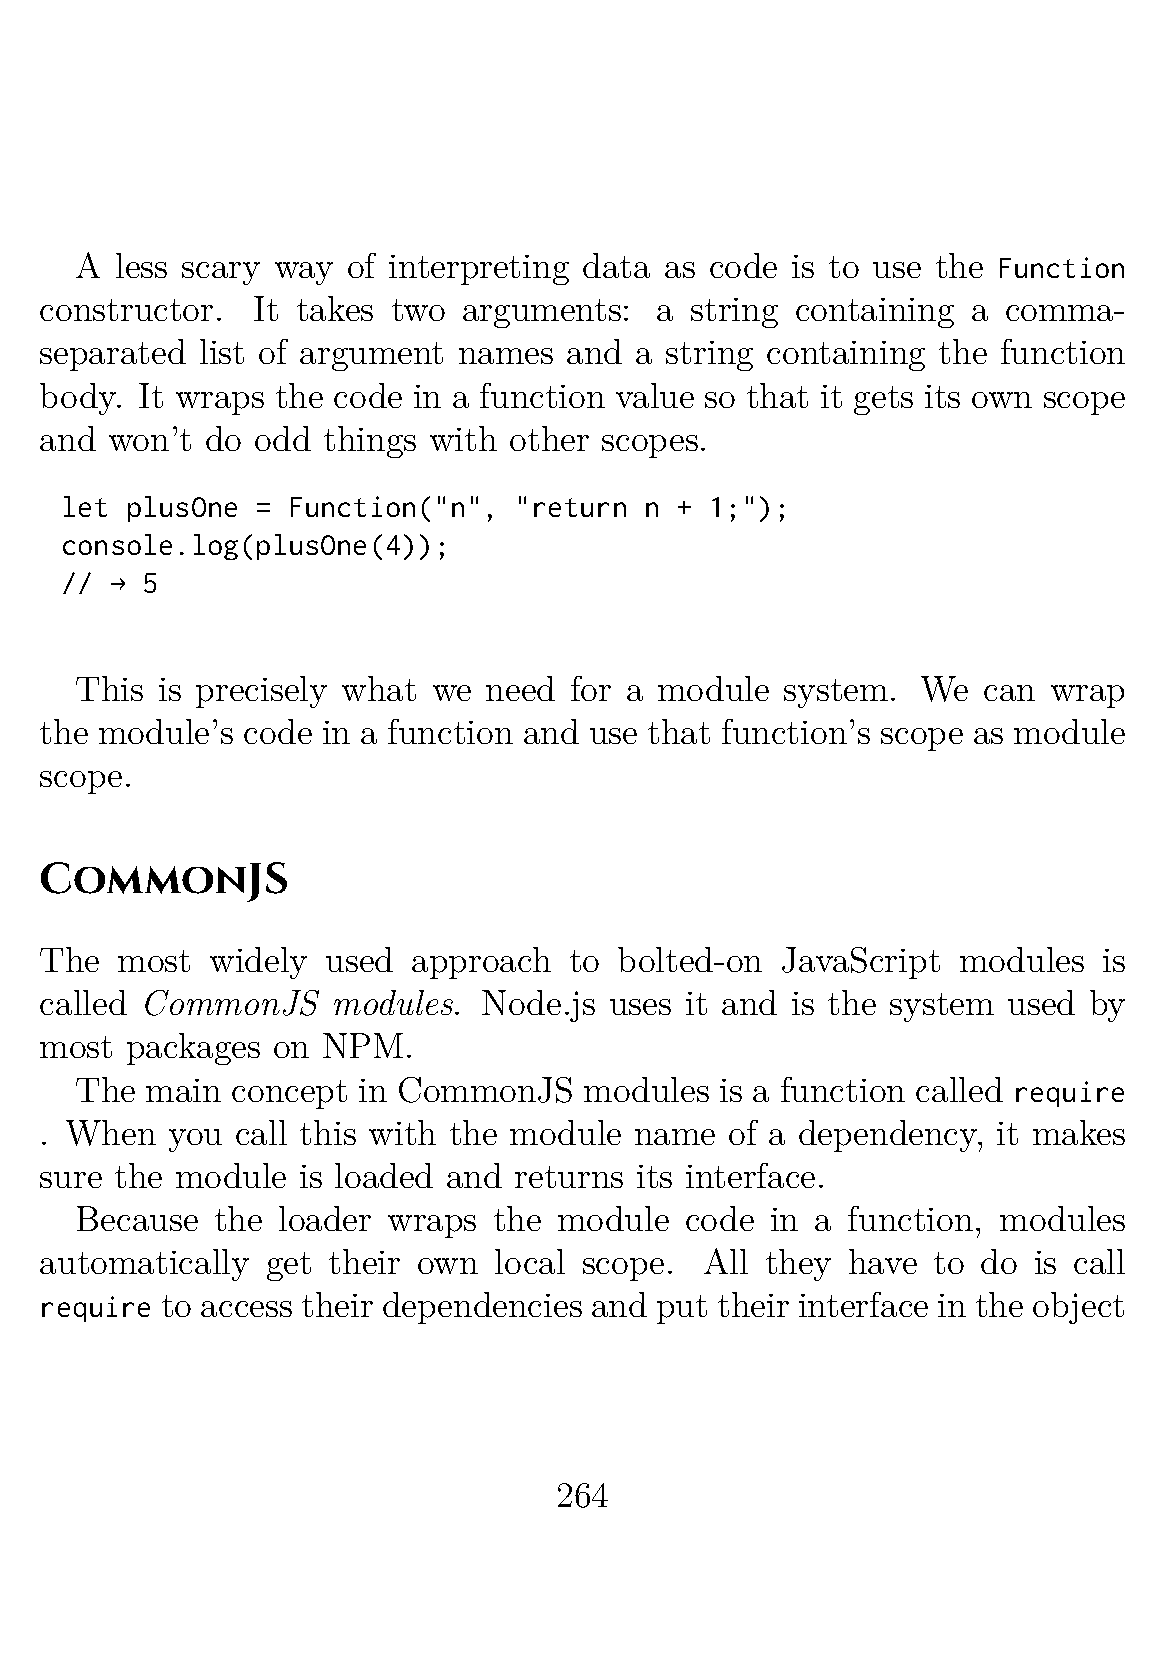 A less scary way of interpreting data as code is to use the Function
constructor. It takes two arguments: a string containing a comma-
separated list of argument names and a string containing the function
body. It wraps the code in a function value so that it gets its own scope
and won't do odd things with other scopes.
let plusOne = Function("n", "return n + 1;");
console.log(plusOne(4));
// → 5
This is precisely what we need for a module system. We can wrap
the module's code in a function and use that function's scope as module
scope.
CommonJS
The most widely used approach to bolted-on JavaScript modules is
called CommonJS modules. Node.js uses it and is the system used by
most packages on NPM.
The main concept in CommonJS modules is a function called require
. When you call this with the module name of a dependency, it makes
sure the module is loaded and returns its interface.
Because the loader wraps the module code in a function, modules
automatically get their own local scope. All they have to do is call
require to access their dependencies and put their interface in the object
264